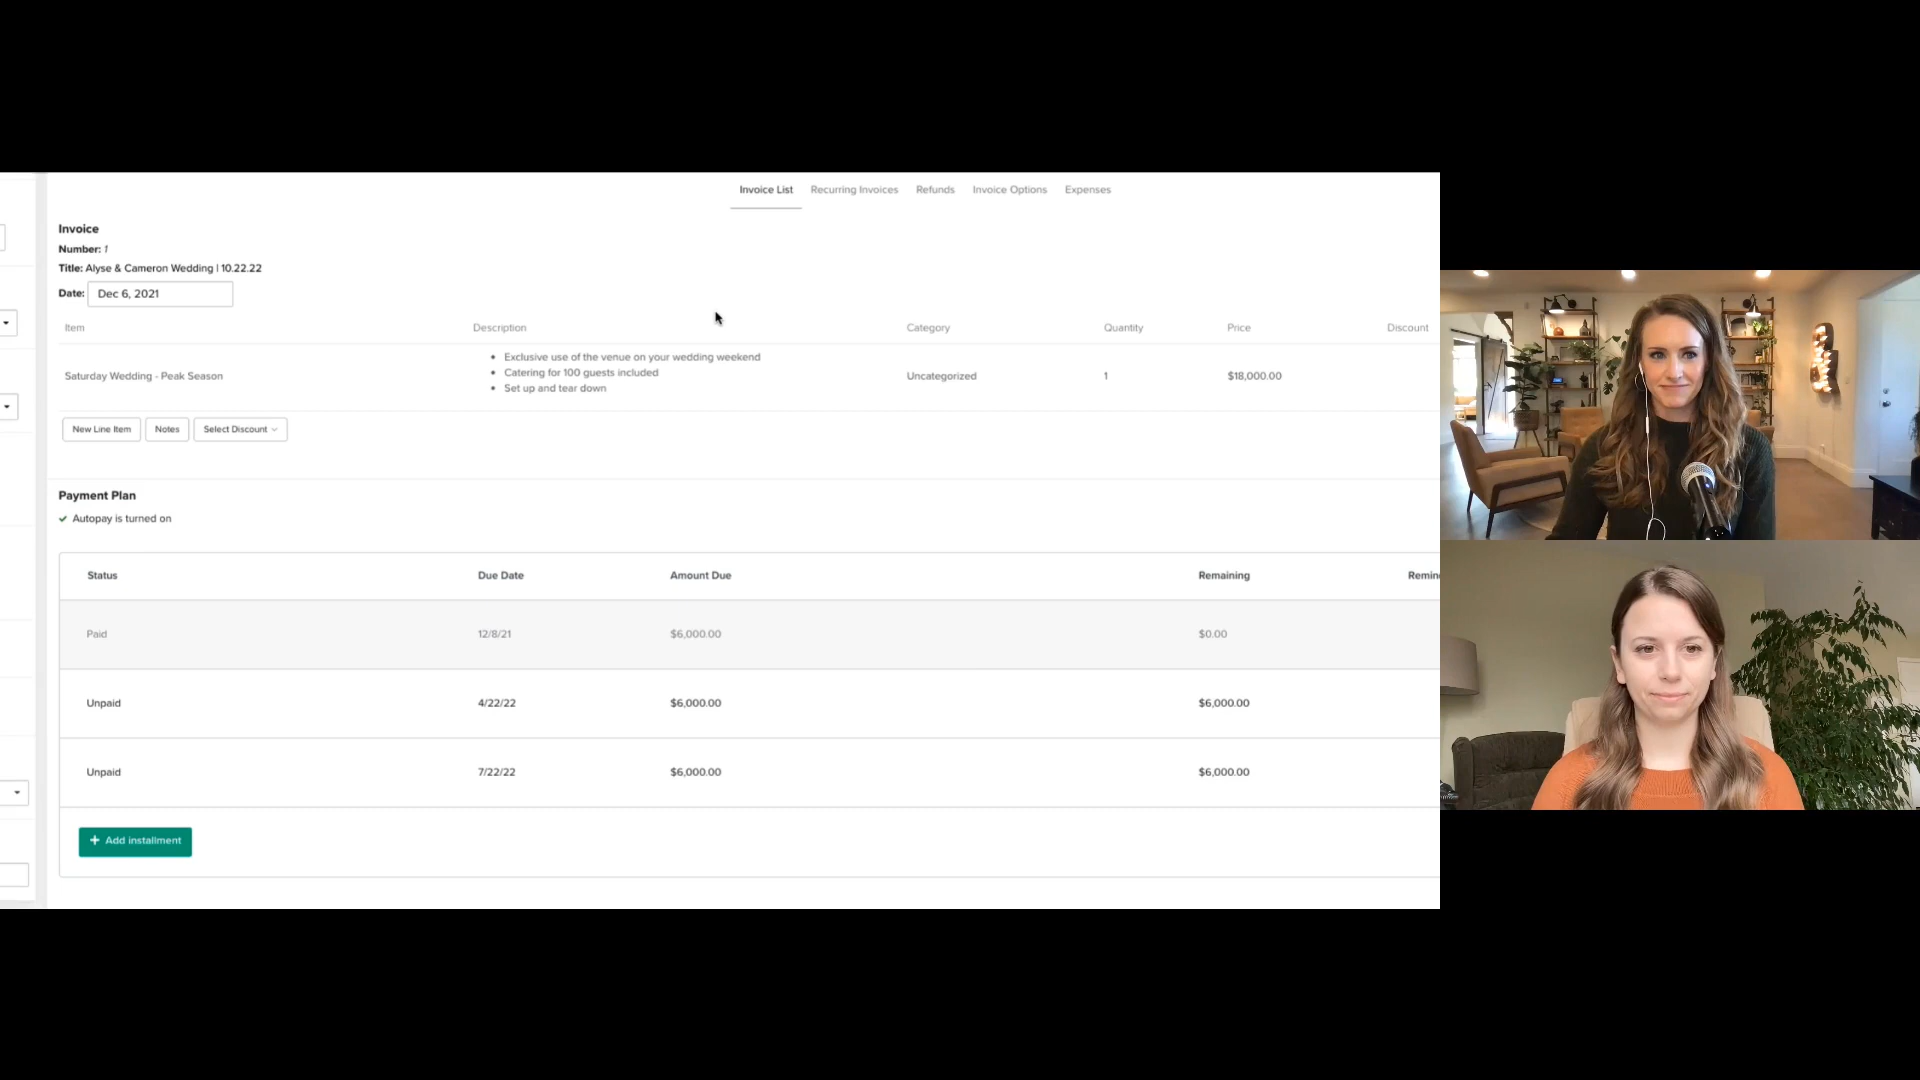 Invoice List Recurring Invoices Refunds Invoice Options Expenses
Invoice
Number: 1
Title: Alyse & Cameron Wedding | 10.22.22
Date: Dec 6, 2021
Item Description Category Quantity Price Discount
Saturday Wedding - Peak Season
• Exclusive use of the venue on your wedding weekend
• Catering for 100 guests included
• Set up and tear down
Uncategorized 1 $18,000.00
New Line Item Notes Select Discount
Payment Plan
Autopay is turned on
Status Due Date Amount Due Remaining Remin
Paid 12/8/21 $6,000.00 $0.00
Unpaid 4/22/22 $6,000.00 $6,000.00
Unpaid 7/22/22 $6,000.00 $6,000.00
+ Add installment